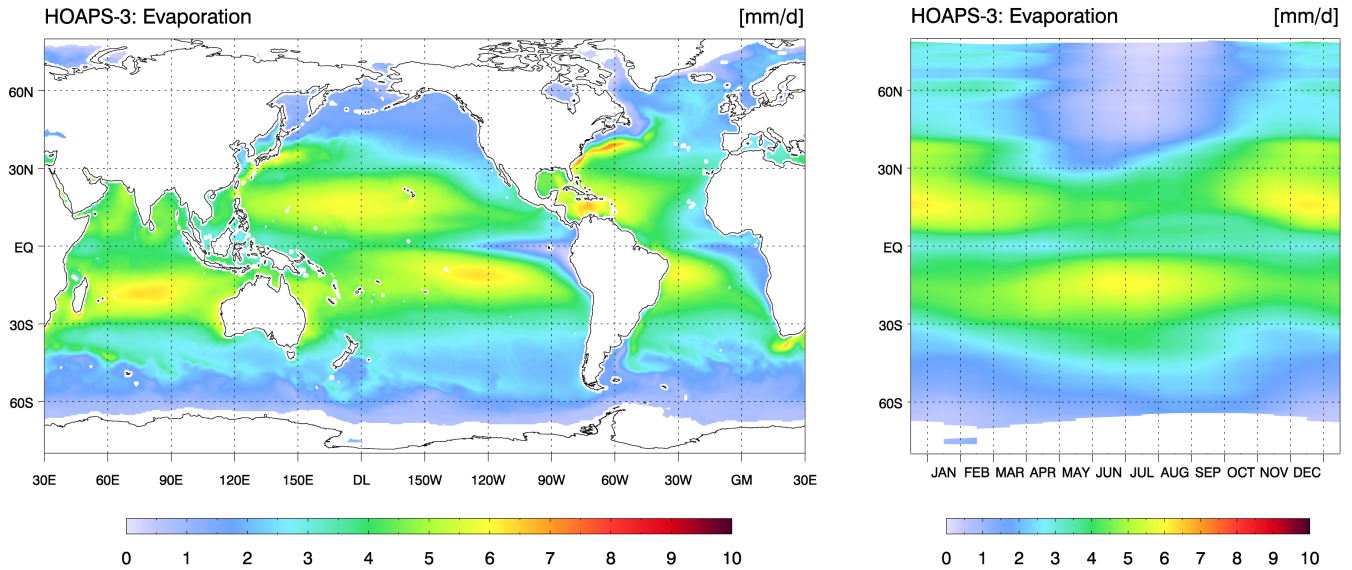 HOAPS-3: Evaporation [mm/d]
60N
30N
EQ
30S
60S
30E 60E 90E 120E 150E DL 150W 120W 90W 60W 30W GM 30E
0 1 2 3 4 5 6 7 8 9 10
HOAPS-3: Evaporation [mm/d]
60N
30N
EQ
30S
60S
JAN FEB MAR APR MAY JUN JUL AUG SEP OCT NOV DEC
0 1 2 3 4 5 6 7 8 9 10